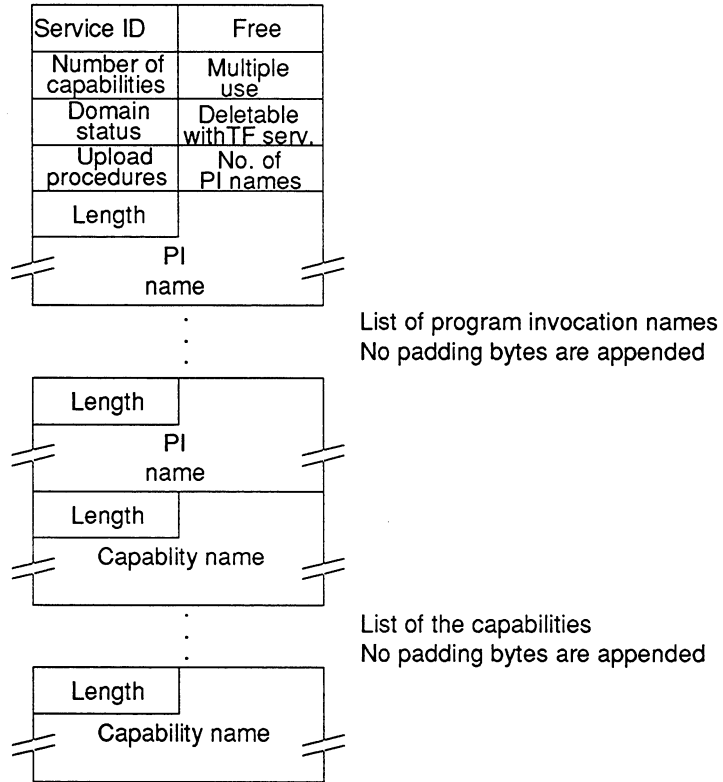 Service ID Free
Number of capabilities Multiple use
Domain status Deletable withTF serv.
Upload procedures No. of PI names
Length
PI
name
List of program invocation names
No padding bytes are appended
Length
PI
name
Length
Capablity name
List of the capabilities
No padding bytes are appended
Length
Capability name